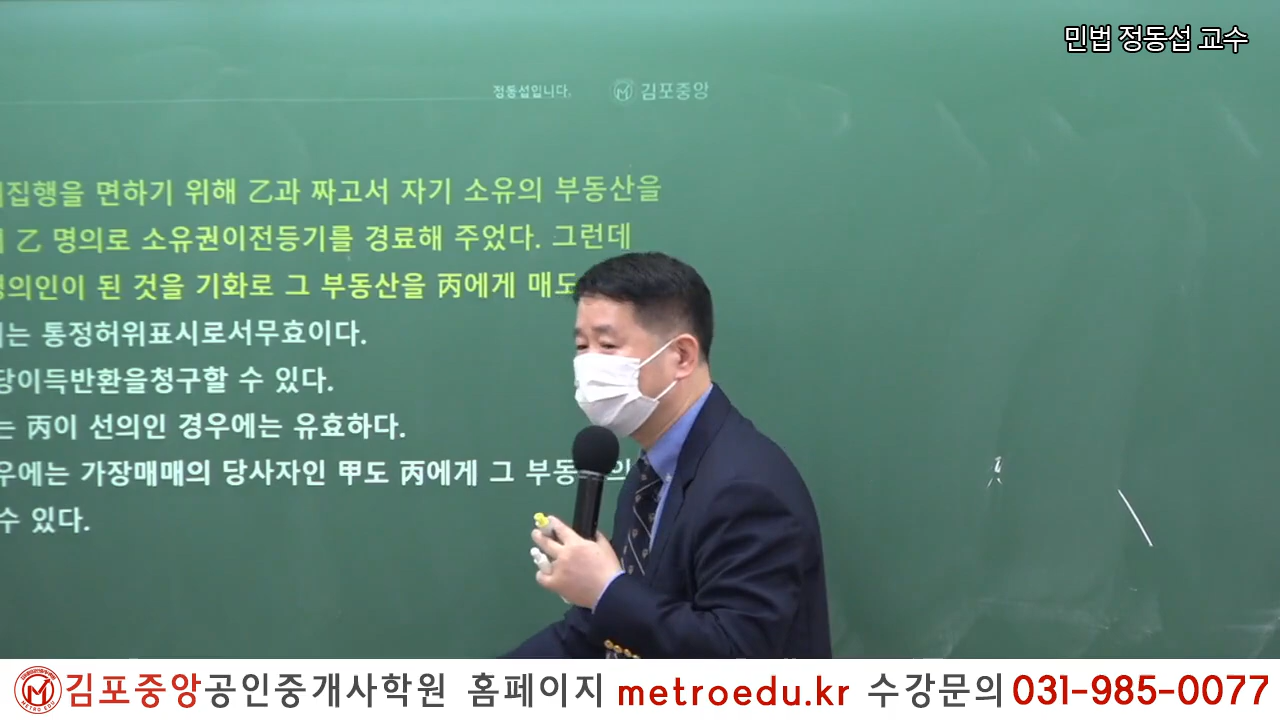 민법 정동섭 교수
정동섭입니다. 김포중앙
집행을 면하기 위해 乙과 짜고서 자기 소유의 부동산을
乙 명의로 소유권이전등기를 경료해 주었다. 그런데
의인이 된 것을 기화로 그 부동산을 丙에게 매도
는 통정허위표시로서무효이다.
당이득반환을청구할 수 있다.
는 丙이 선의인 경우에는 유효하다.
우에는 가장매매의 당사자인 甲도 丙에게 그 부동
수 있다.
김포중앙공인중개사학원 홈페이지 metroedu.kr 수강문의 031-985-0077